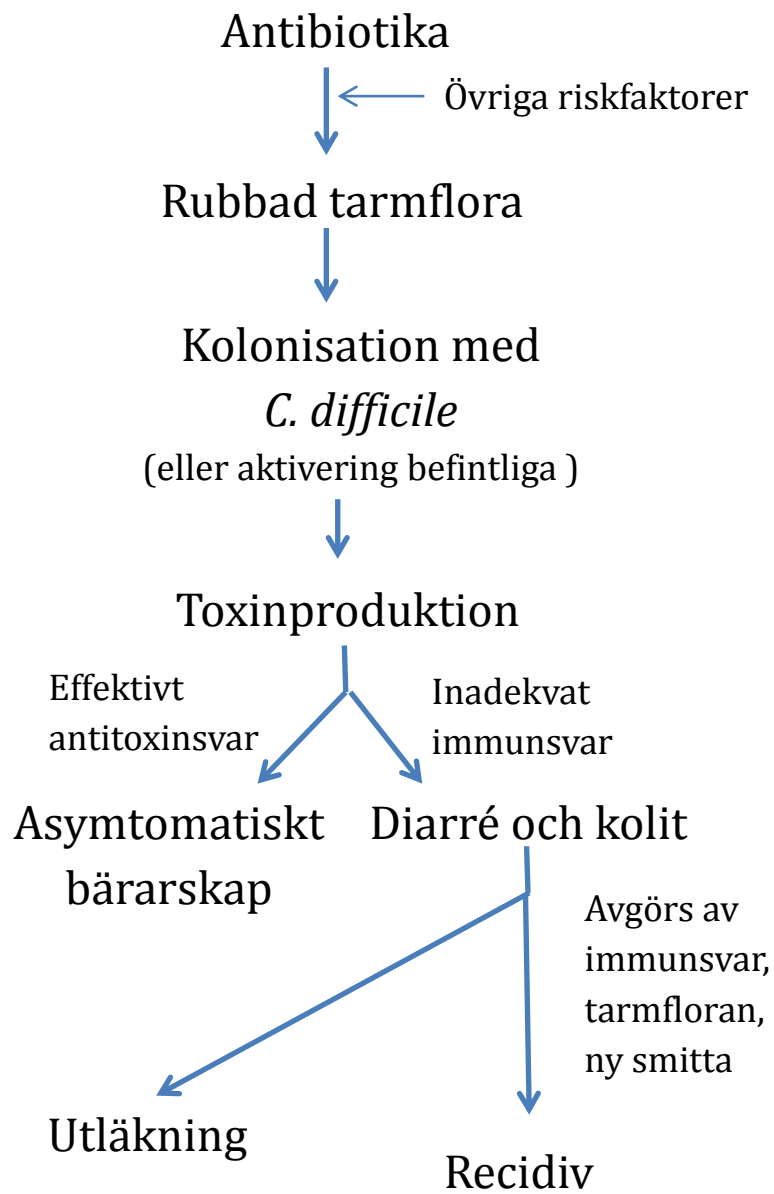 Antibiotika
Övriga riskfaktorer
Rubbad tarmflora
Kolonisation med
C. difficile
(eller aktivering befintliga )
Toxinproduktion
Effektivt
antitoxinsvar
Inadekvat
immunsvar
Asymtomatiskt
bärarskap
Diarré och kolit
Avgörs av
immunsvar,
tarmfloran,
ny smitta
Utläkning
Recidiv